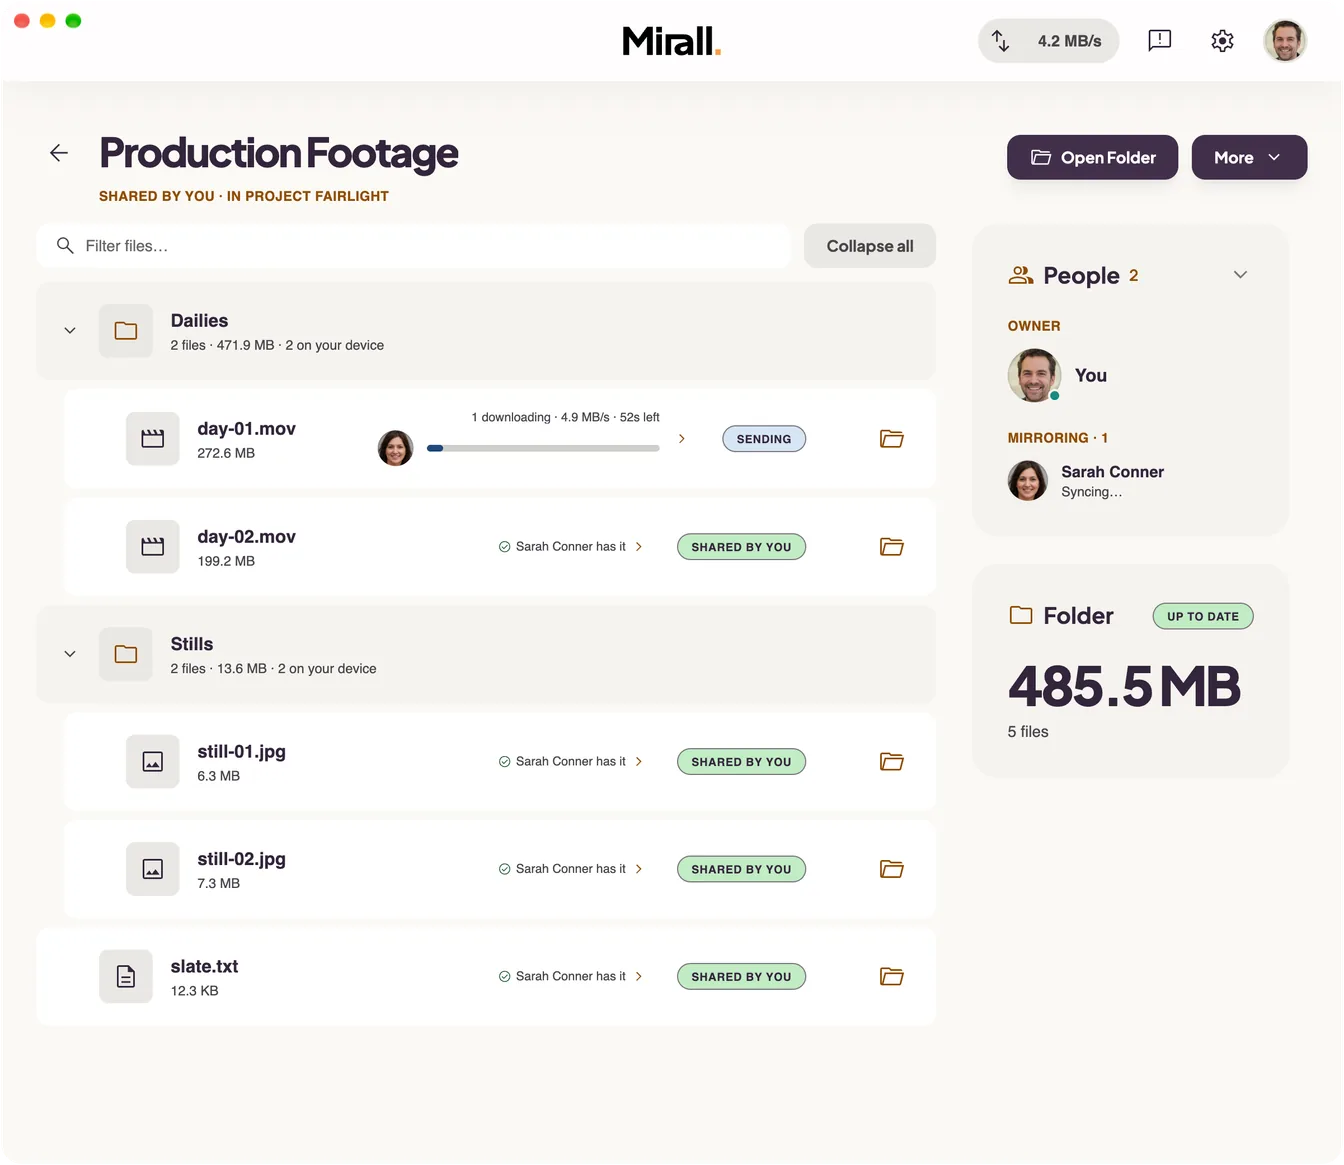 Mirall.
4.2 MB/s
Production Footage
SHARED BY YOU · IN PROJECT FAIRLIGHT
Open Folder
More
Filter files…
Collapse all
Dailies
2 files · 471.9 MB · 2 on your device
day-01.mov
272.6 MB
1 downloading · 4.9 MB/s · 52s left
SENDING
day-02.mov
199.2 MB
Sarah Conner has it
SHARED BY YOU
Stills
2 files · 13.6 MB · 2 on your device
still-01.jpg
6.3 MB
Sarah Conner has it
SHARED BY YOU
still-02.jpg
7.3 MB
Sarah Conner has it
SHARED BY YOU
slate.txt
12.3 KB
Sarah Conner has it
SHARED BY YOU
People 2
OWNER
You
MIRRORING · 1
Sarah Conner
Syncing…
Folder
UP TO DATE
485.5 MB
5 files